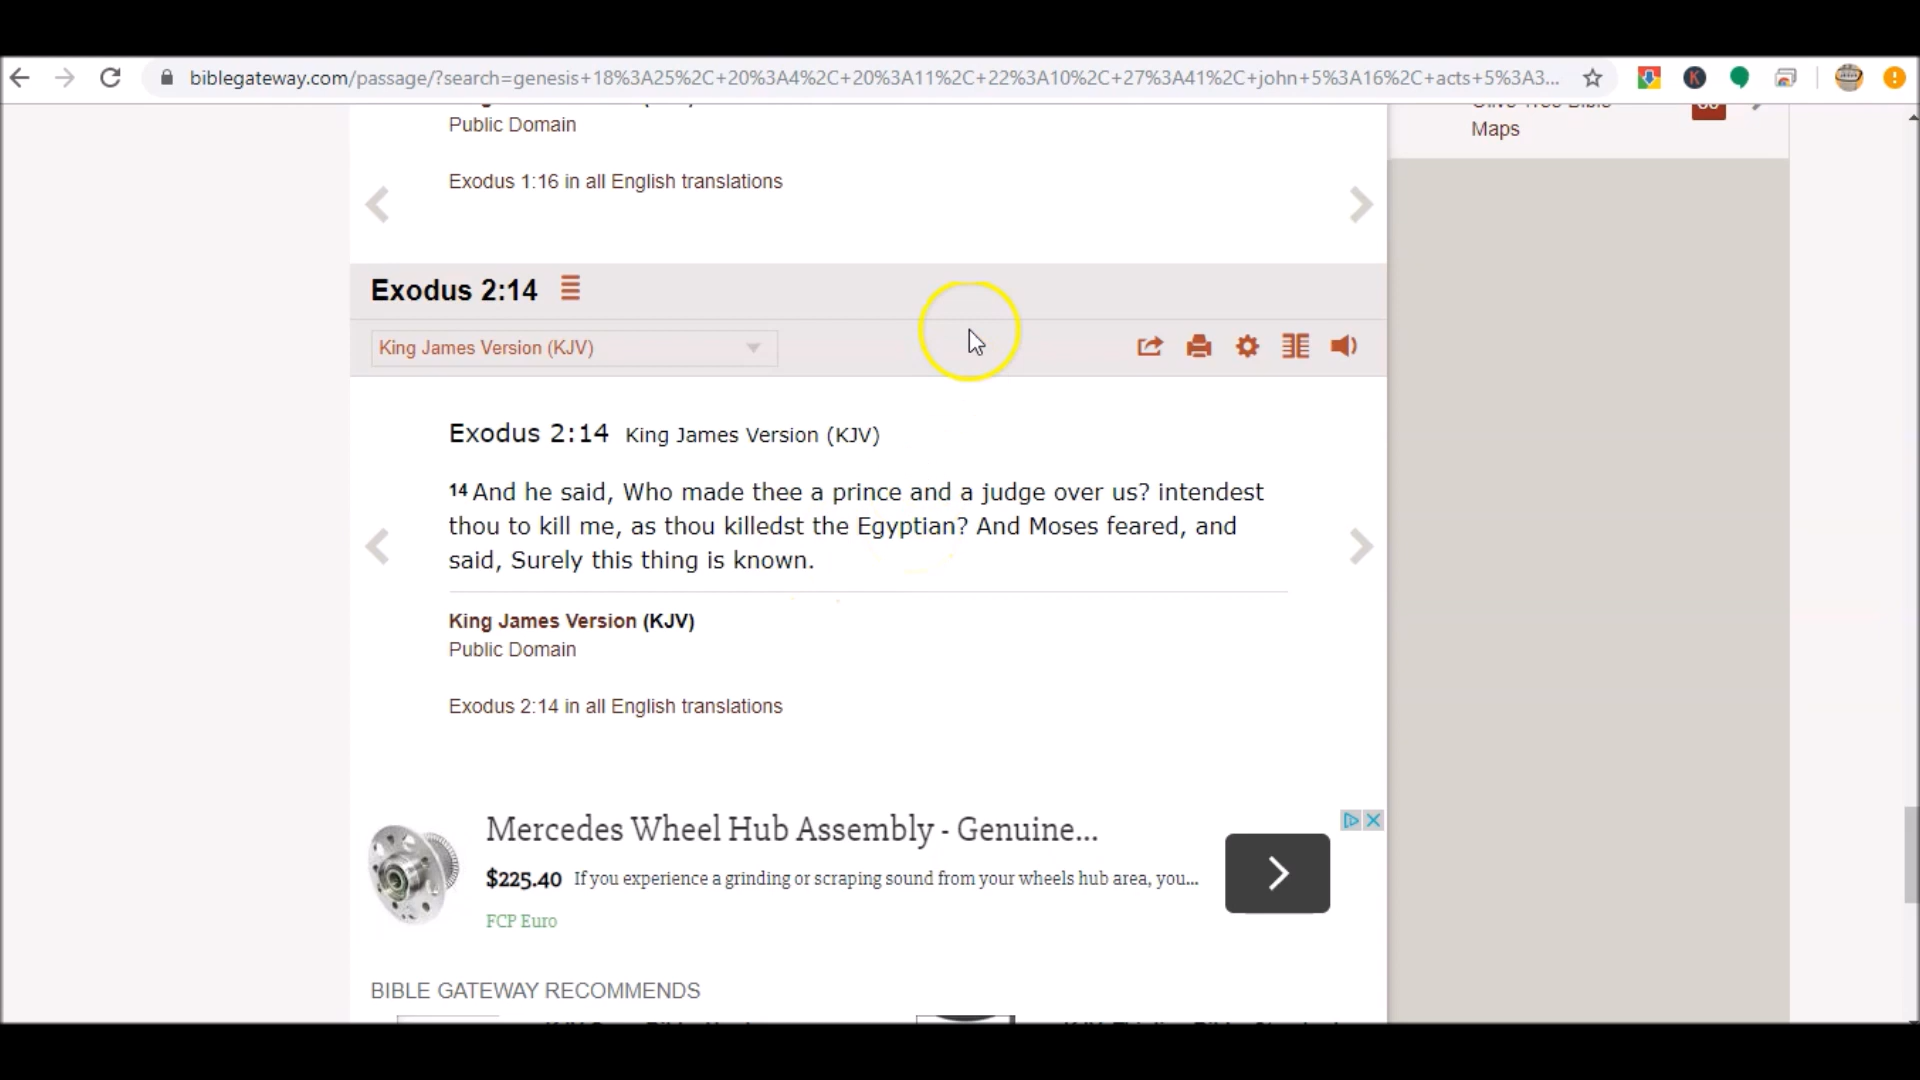 biblegateway.com/passage/?search=genesis+18%3A25%2C+20%3A4%2C+20%3A11%2C+22%3A10%2C+27%3A41%2C+john+5%3A16%2C+acts+5%3A3...
Public Domain
Maps
Exodus 1:16 in all English translations
Exodus 2:14
King James Version (KJV)
Exodus 2:14 King James Version (KJV)
14 And he said, Who made thee a prince and a judge over us? intendest
thou to kill me, as thou killedst the Egyptian? And Moses feared, and
said, Surely this thing is known.
King James Version (KJV)
Public Domain
Exodus 2:14 in all English translations
Mercedes Wheel Hub Assembly - Genuine...
$225.40 If you experience a grinding or scraping sound from your wheels hub area, you...
FCP Euro
BIBLE GATEWAY RECOMMENDS